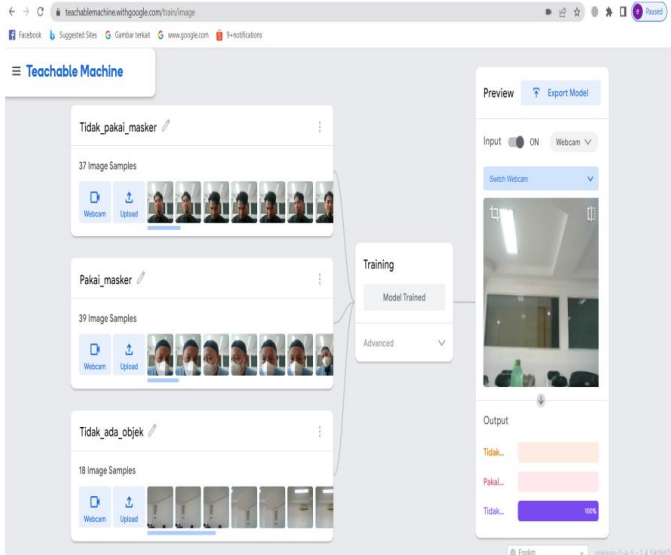 teachablemachine.withgoogle.com/train/image
Paused
Facebook
Suggested Sites
Gambar terkait
www.google.com
9+notifications
Teachable Machine
Tidak_pakai_masker
37 Image Samples
Webcam
Upload
Pakai_masker
39 Image Samples
Webcam
Upload
Tidak_ada_objek
18 Image Samples
Webcam
Upload
Training
Model Trained
Advanced
Preview
Export Model
Input
ON
Webcam
Switch Webcam
Output
Tidak...
Pakai...
Tidak...
100%
English